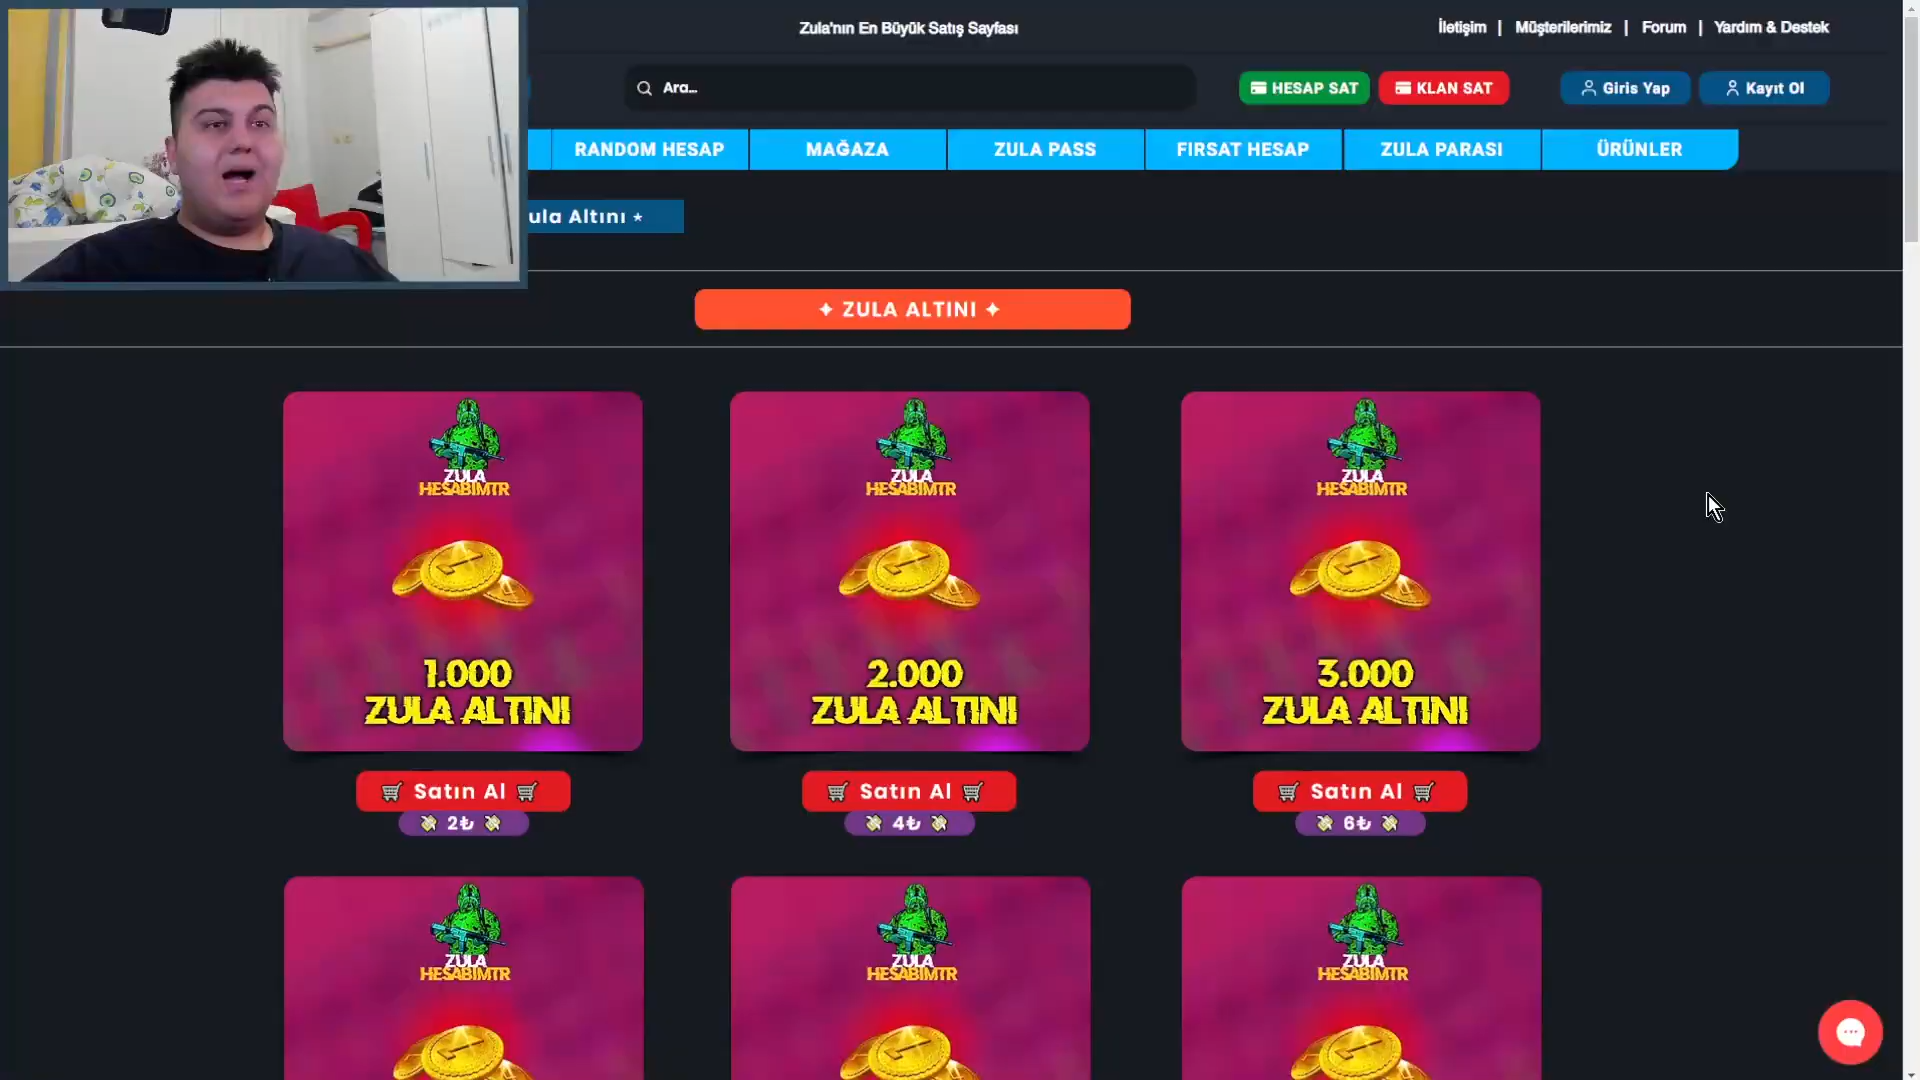 Zula'nın En Büyük Satış Sayfası
İletişim | Müşterilerimiz | Forum | Yardım & Destek
Ara...
HESAP SAT
KLAN SAT
Giris Yap
Kayıt Ol
RANDOM HESAP
MAĞAZA
ZULA PASS
FIRSAT HESAP
ZULA PARASI
ÜRÜNLER
ula Altını ⋆
✦ ZULA ALTINI ✦
ZULA
HESABIMTR
1.000
ZULA ALTINI
Satın Al
2₺
ZULA
HESABIMTR
2.000
ZULA ALTINI
Satın Al
4₺
ZULA
HESABIMTR
3.000
ZULA ALTINI
Satın Al
6₺
ZULA
HESABIMTR
ZULA
HESABIMTR
ZULA
HESABIMTR